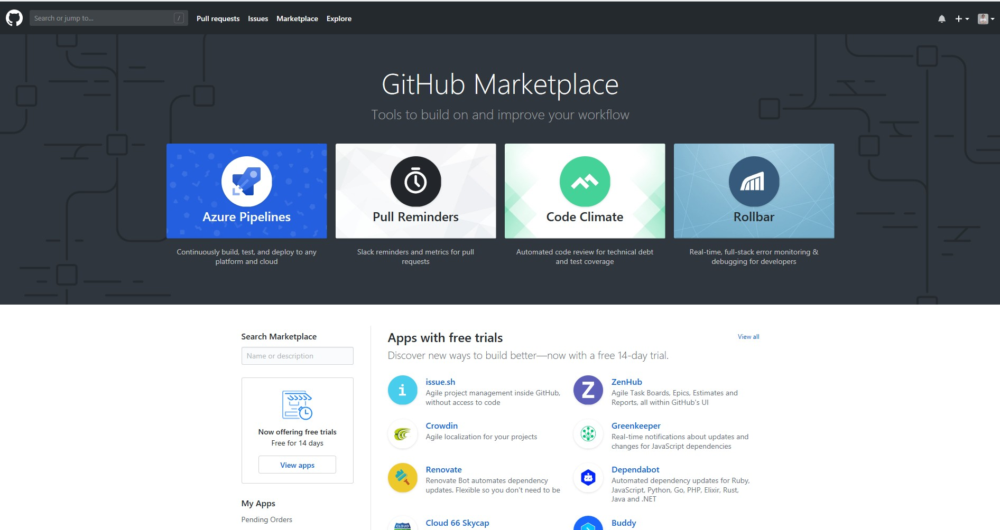 Search or jump to...
/
Pull requests
Issues
Marketplace
Explore
GitHub Marketplace
Tools to build on and improve your workflow
Azure Pipelines
Continuously build, test, and deploy to any
platform and cloud
Pull Reminders
Slack reminders and metrics for pull
requests
Code Climate
Automated code review for technical debt
and test coverage
Rollbar
Real-time, full-stack error monitoring &
debugging for developers
Search Marketplace
Name or description
Now offering free trials
Free for 14 days
View apps
My Apps
Pending Orders
Apps with free trials
View all
Discover new ways to build better—now with a free 14-day trial.
i
issue.sh
Agile project management inside GitHub,
without access to code
Z
ZenHub
Agile Task Boards, Epics, Estimates and
Reports, all within GitHub's UI
Crowdin
Agile localization for your projects
Greenkeeper
Real-time notifications about updates and
changes for JavaScript dependencies
Renovate
Renovate Bot automates dependency
updates. Flexible so you don't need to be
Dependabot
Automated dependency updates for Ruby,
JavaScript, Python, Go, PHP, Elixir, Rust,
Java and .NET
CLOUD
Cloud 66 Skycap
Buddy